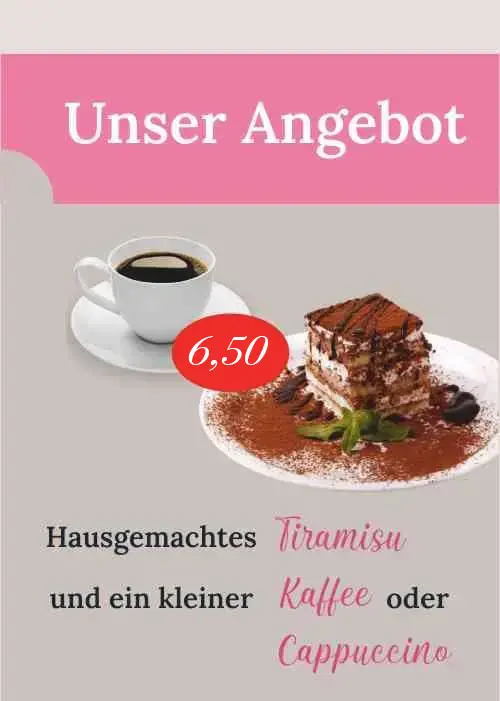 Unser Angebot
6,50
Hausgemachtes Tiramisu
und ein kleiner Kaffee oder
Cappuccino